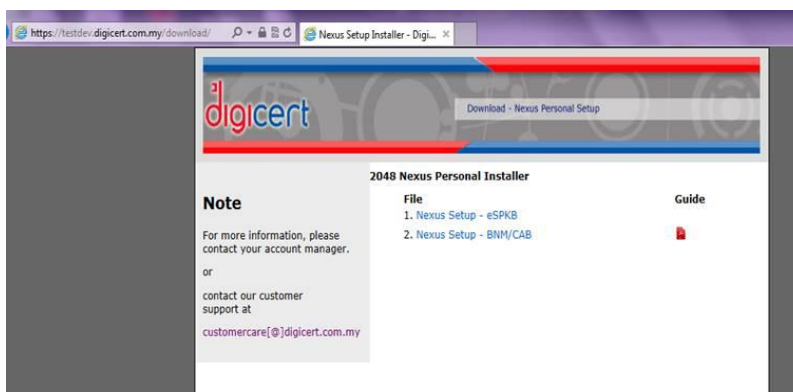 https://testdev.digicert.com.my/download/
Nexus Setup Installer - Digi...
digicert
Download - Nexus Personal Setup
2048 Nexus Personal Installer
Note
File
Guide
1. Nexus Setup - eSPKB
For more information, please
contact your account manager.
2. Nexus Setup - BNM/CAB
or
contact our customer
support at
customercare[@]digicert.com.my